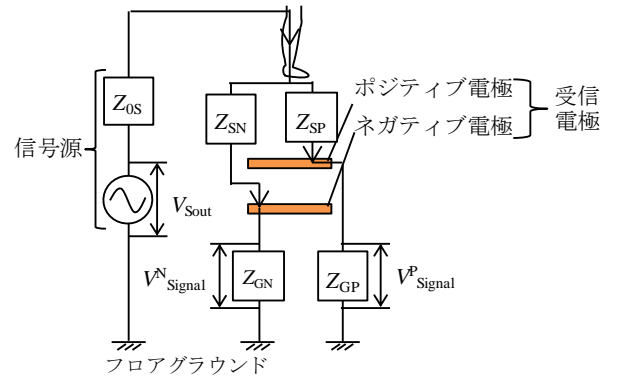 Z0S
信号源
VSout
ZSN
ZSP
ポジティブ電極
ネガティブ電極
受信
電極
VNSignal
ZGN
ZGP
VPSignal
フロアグラウンド